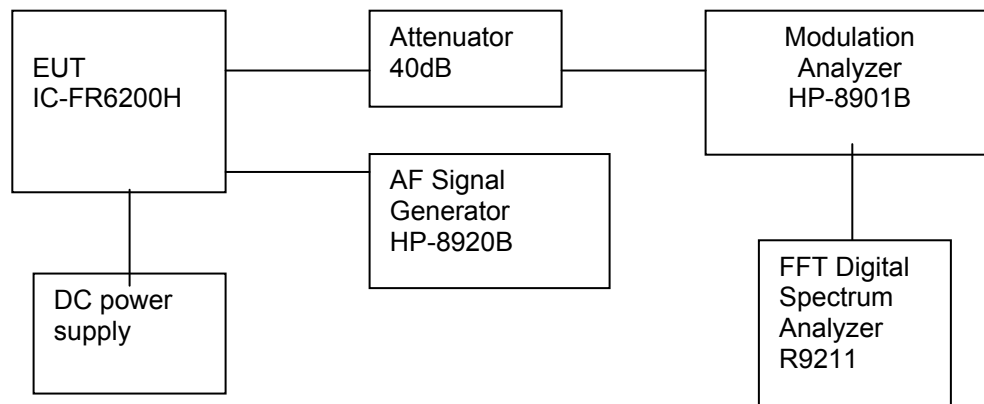 EUT
IC-FR6200H
Attenuator
40dB
Modulation
Analyzer
HP-8901B
AF Signal
Generator
HP-8920B
DC power
supply
FFT Digital
Spectrum
Analyzer
R9211